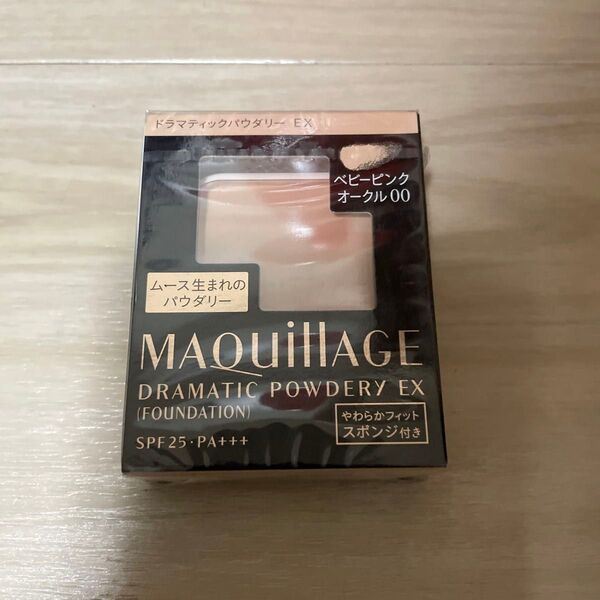 ドラマティックパウダリー EX
ベビーピンク
オークル00
ムース生まれの
パウダリー
MAQuillAGE
DRAMATIC POWDERY EX
(FOUNDATION)
SPF25・PA+++
やわらかフィット
スポンジ付き